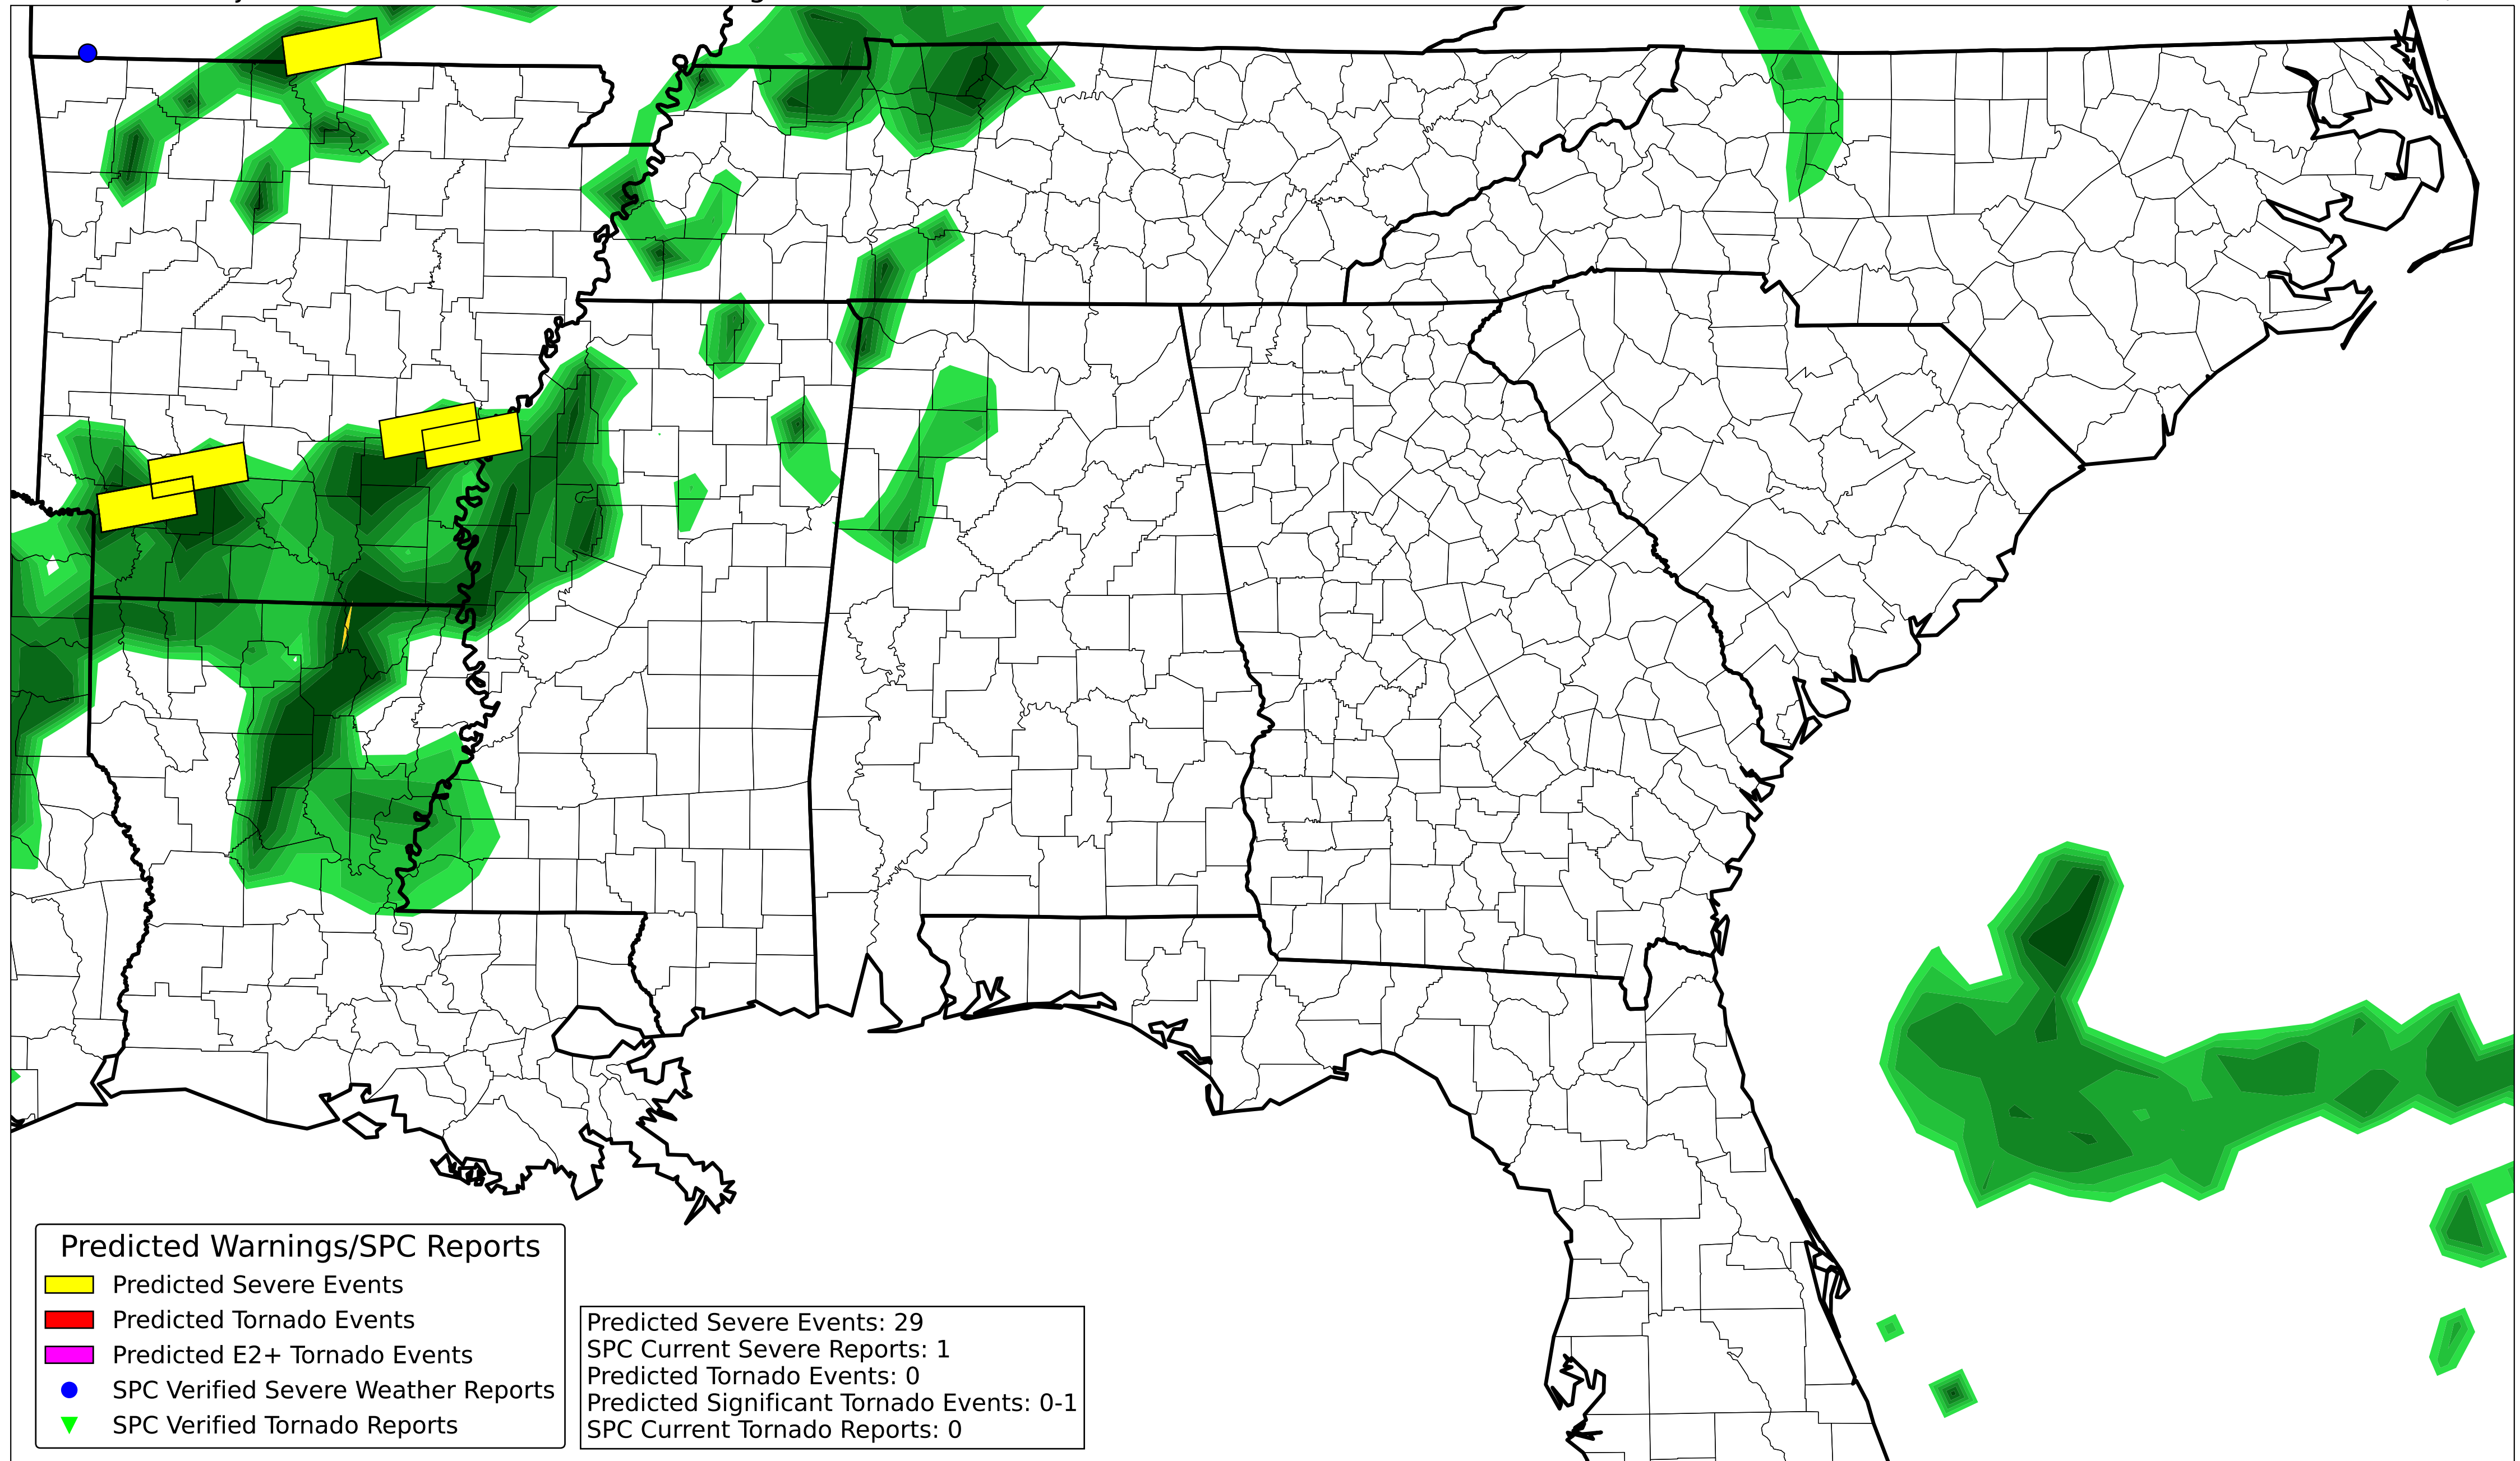 Predicted Warnings/SPC Reports
Predicted Severe Events
Predicted Tornado Events
Predicted E2+ Tornado Events
SPC Verified Severe Weather Reports
SPC Verified Tornado Reports
Predicted Severe Events: 29
SPC Current Severe Reports: 1
Predicted Tornado Events: 0
Predicted Significant Tornado Events: 0-1
SPC Current Tornado Reports: 0